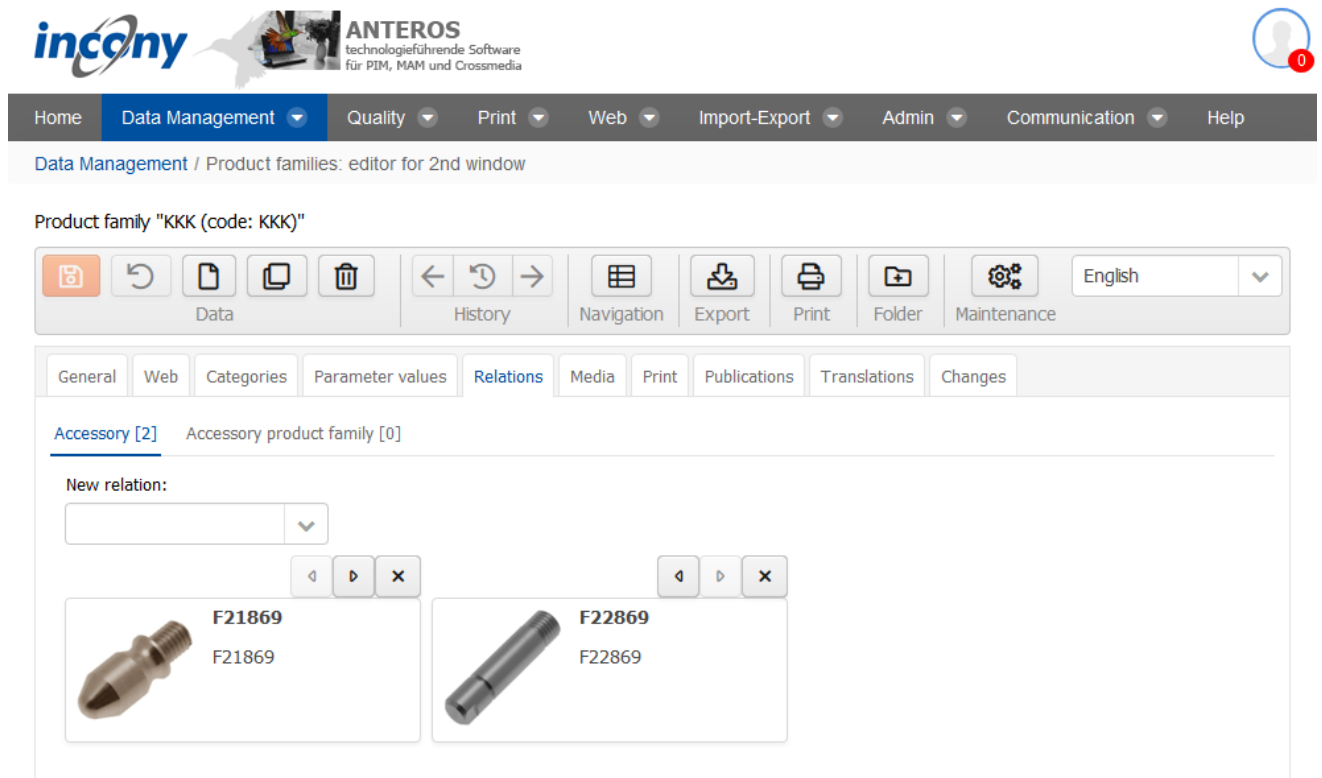 incony
ANTEROS
technologieführende Software
für PIM, MAM und Crossmedia
0
Home Data Management Quality Print Web Import-Export Admin Communication Help
Data Management / Product families: editor for 2nd window
Product family "KKK (code: KKK)"
English
Data History Navigation Export Print Folder Maintenance
General Web Categories Parameter values Relations Media Print Publications Translations Changes
Accessory [2] Accessory product family [0]
New relation:
F21869 F22869
F21869 F22869